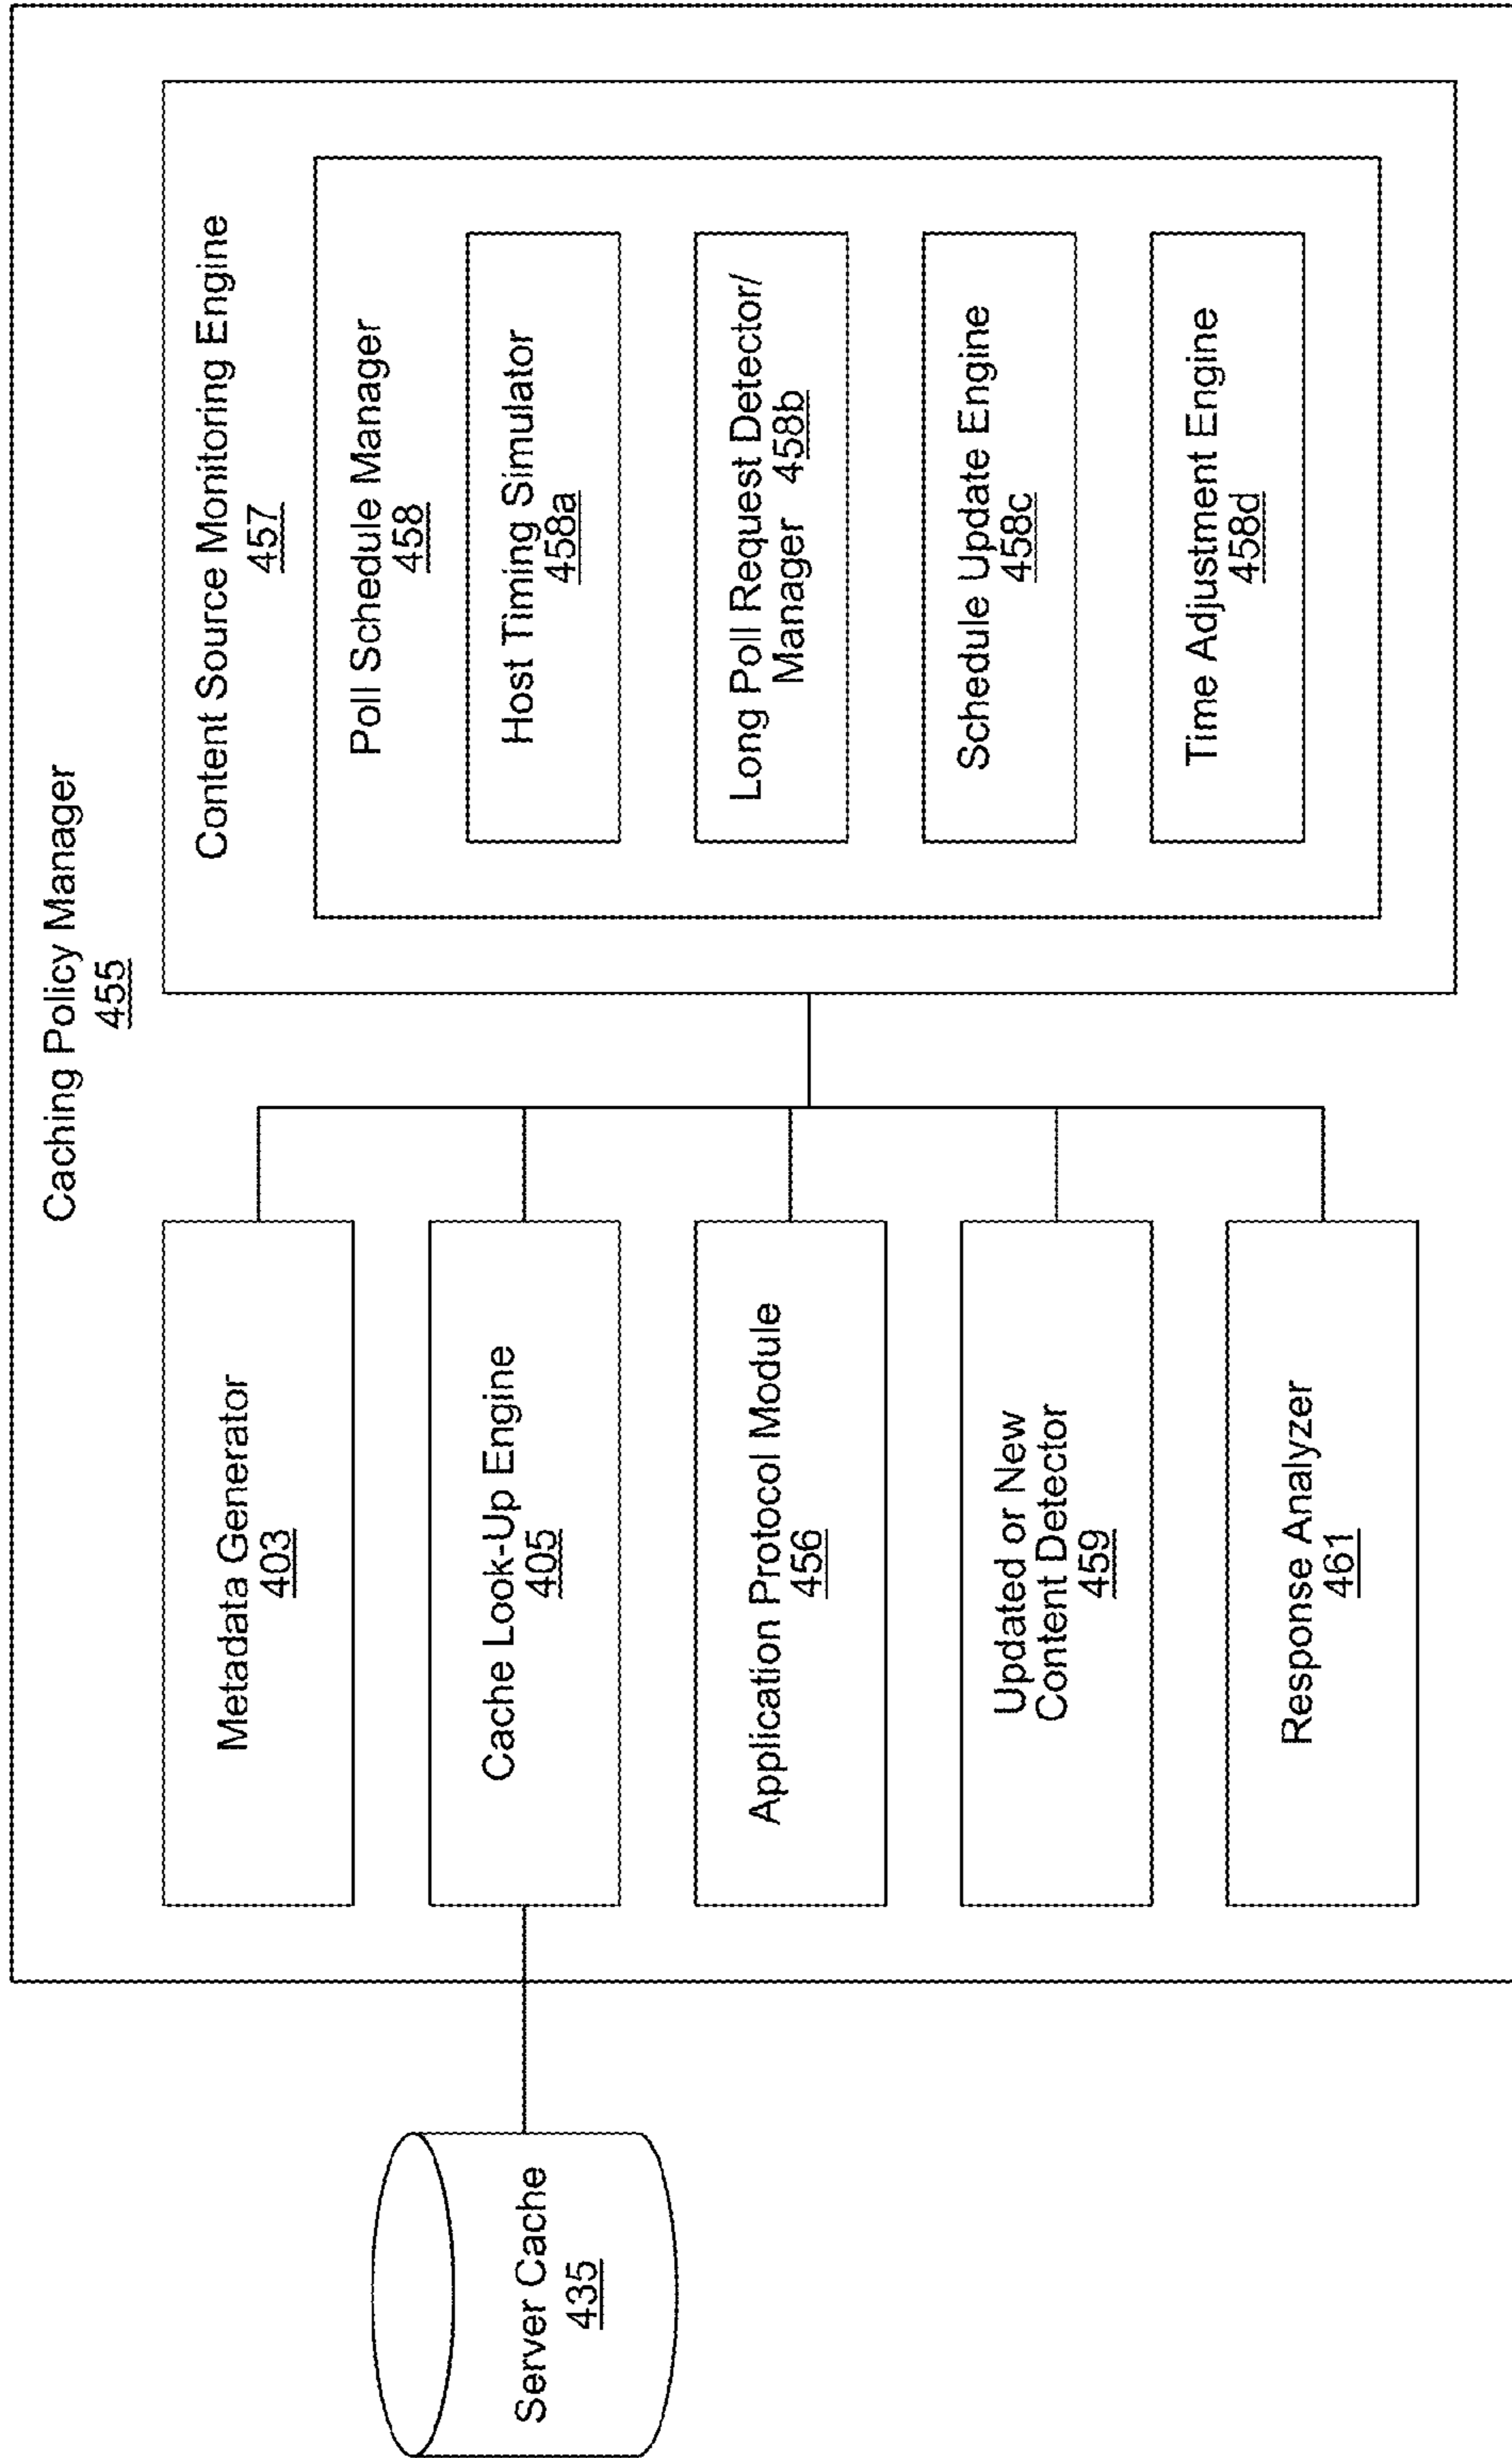 Caching Policy Manager
455
Server Cache
435
Metadata Generator
403
Cache Look-Up Engine
405
Application Protocol Module
456
Updated or New
Content Detector
459
Response Analyzer
461
Content Source Monitoring Engine
457
Poll Schedule Manager
458
Host Timing Simulator
458a
Long Poll Request Detector/
Manager 458b
Schedule Update Engine
458c
Time Adjustment Engine
458d